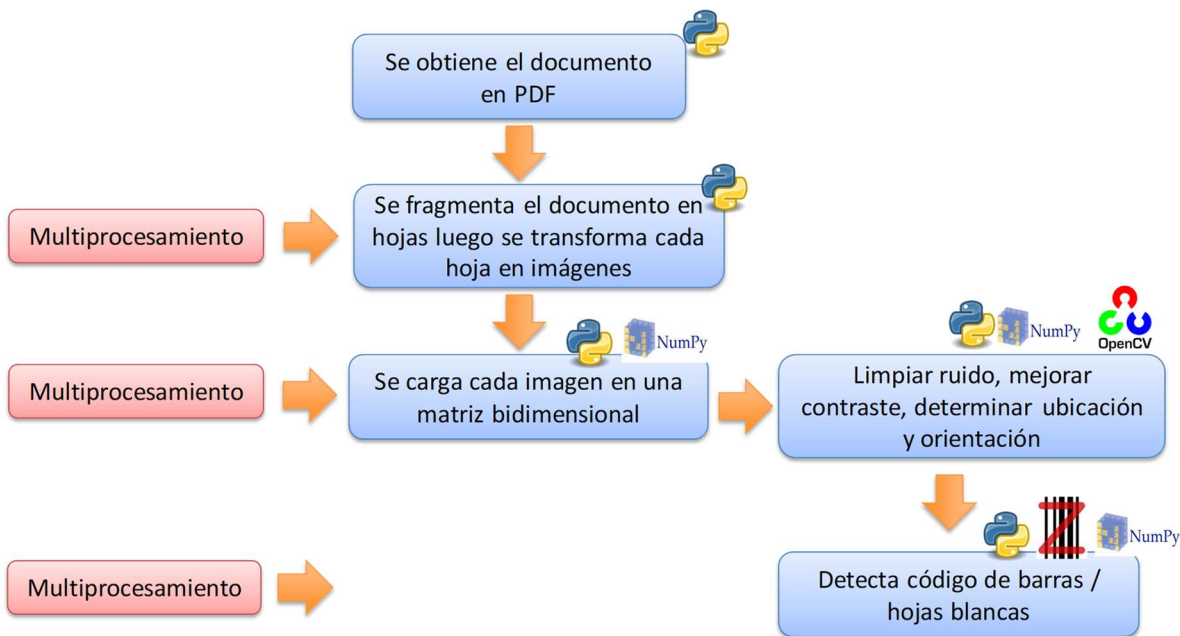 Se obtiene el documento
en PDF
Multiprocesamiento
Se fragmenta el documento en
hojas luego se transforma cada
hoja en imágenes
NumPy
NumPy
OpenCV
Multiprocesamiento
Se carga cada imagen en una
matriz bidimensional
Limpiar ruido, mejorar
contraste, determinar ubicación
y orientación
Z
NumPy
Multiprocesamiento
Detecta código de barras /
hojas blancas